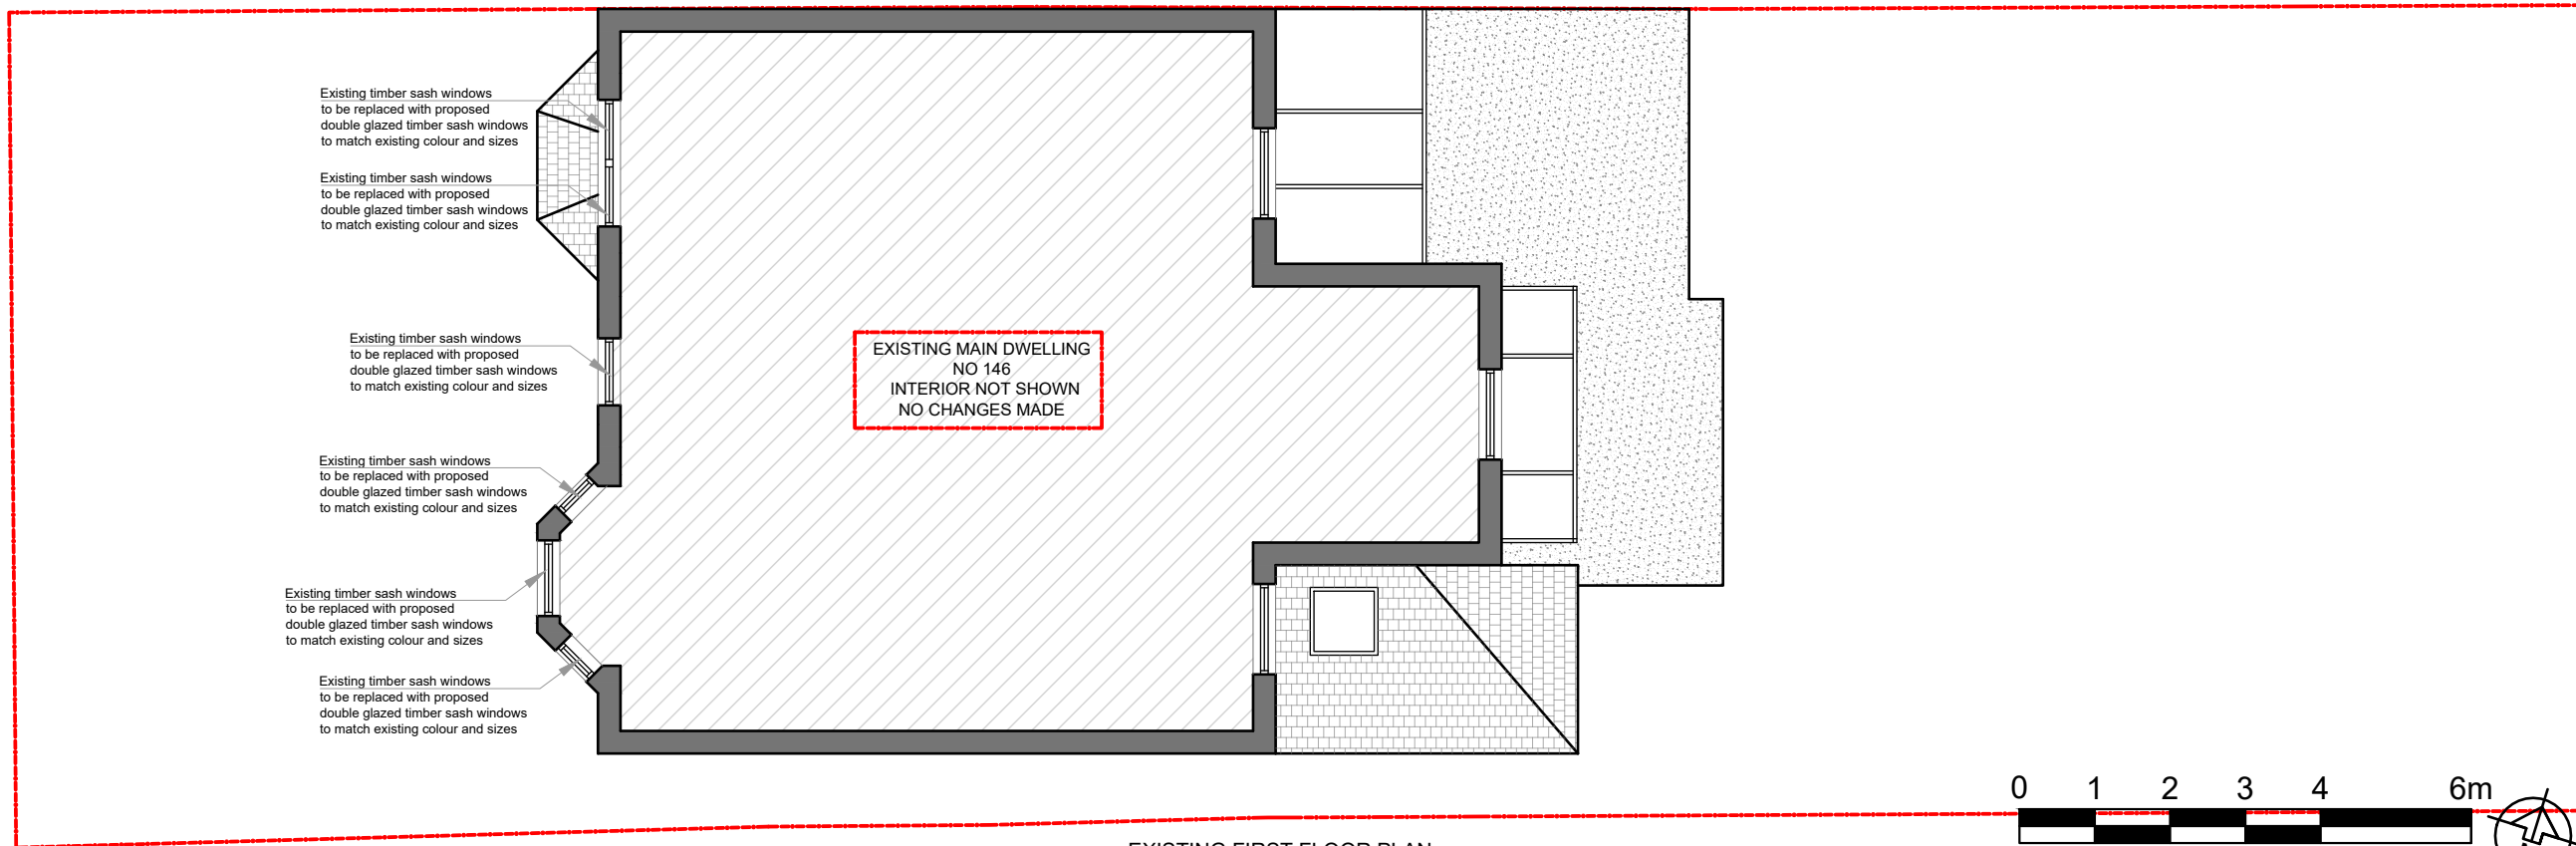 Existing timber sash windows
to be replaced with proposed
double glazed timber sash windows
to match existing colour and sizes
Existing timber sash windows
to be replaced with proposed
double glazed timber sash windows
to match existing colour and sizes
Existing timber sash windows
to be replaced with proposed
double glazed timber sash windows
to match existing colour and sizes
EXISTING MAIN DWELLING
NO 146
INTERIOR NOT SHOWN
NO CHANGES MADE
Existing timber sash windows
to be replaced with proposed
double glazed timber sash windows
to match existing colour and sizes
Existing timber sash windows
to be replaced with proposed
double glazed timber sash windows
to match existing colour and sizes
Existing timber sash windows
to be replaced with proposed
double glazed timber sash windows
to match existing colour and sizes
0 1 2 3 4 6m
EXISTING FIRST FLOOR PLAN